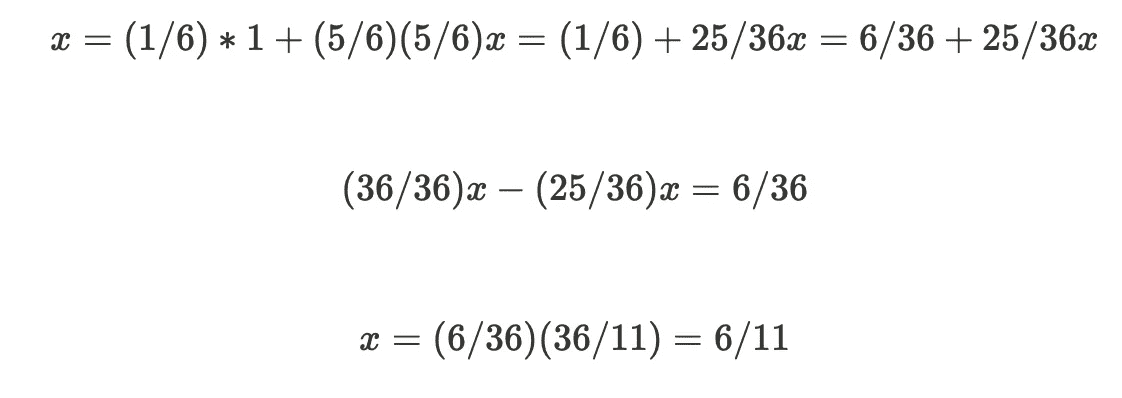 x = (1/6) ∗ 1 + (5/6)(5/6)x = (1/6) + 25/36x = 6/36 + 25/36x
(36/36)x − (25/36)x = 6/36
x = (6/36)(36/11) = 6/11